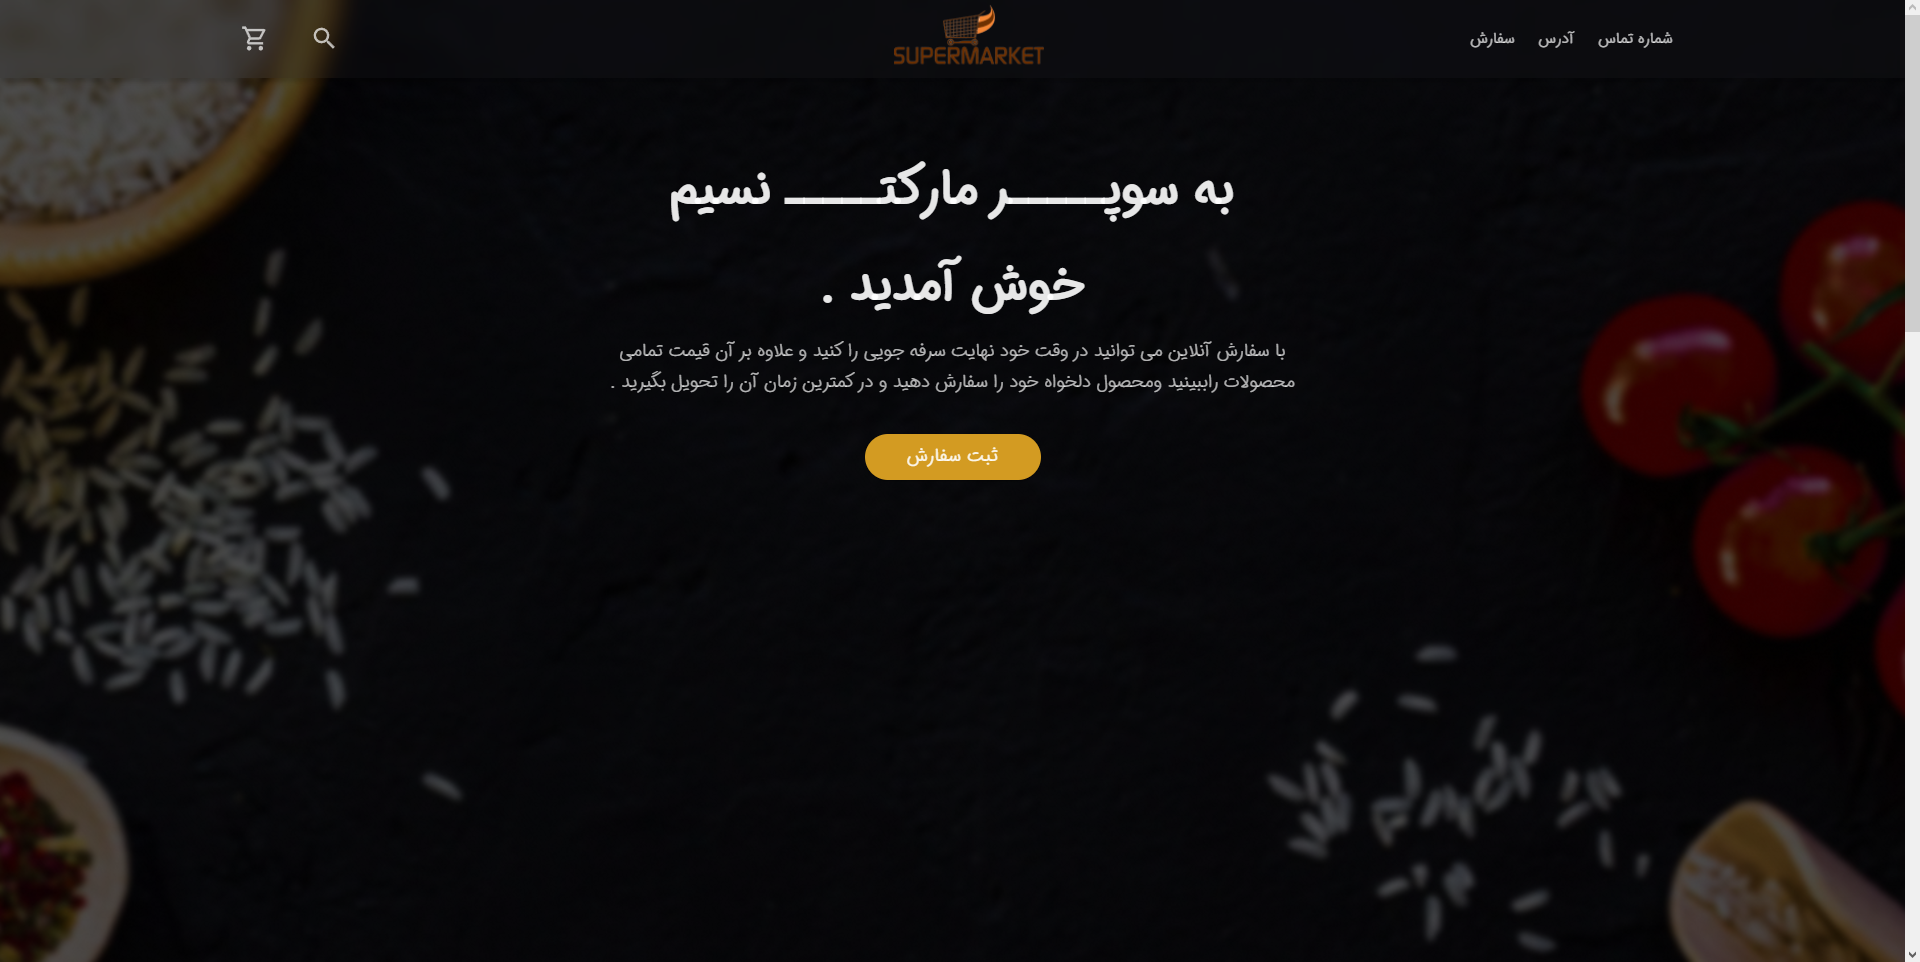 شماره تماس
آدرس
سفارش
SUPERMARKET
به سوپـــــر مارکتـــــ نسیم
خوش آمدید .
با سفارش آنلاین می توانید در وقت خود نهایت سرفه جویی را کنید و علاوه بر آن قیمت تمامی
محصولات راببینید ومحصول دلخواه خود را سفارش دهید و در کمترین زمان آن را تحویل بگیرید .
ثبت سفارش